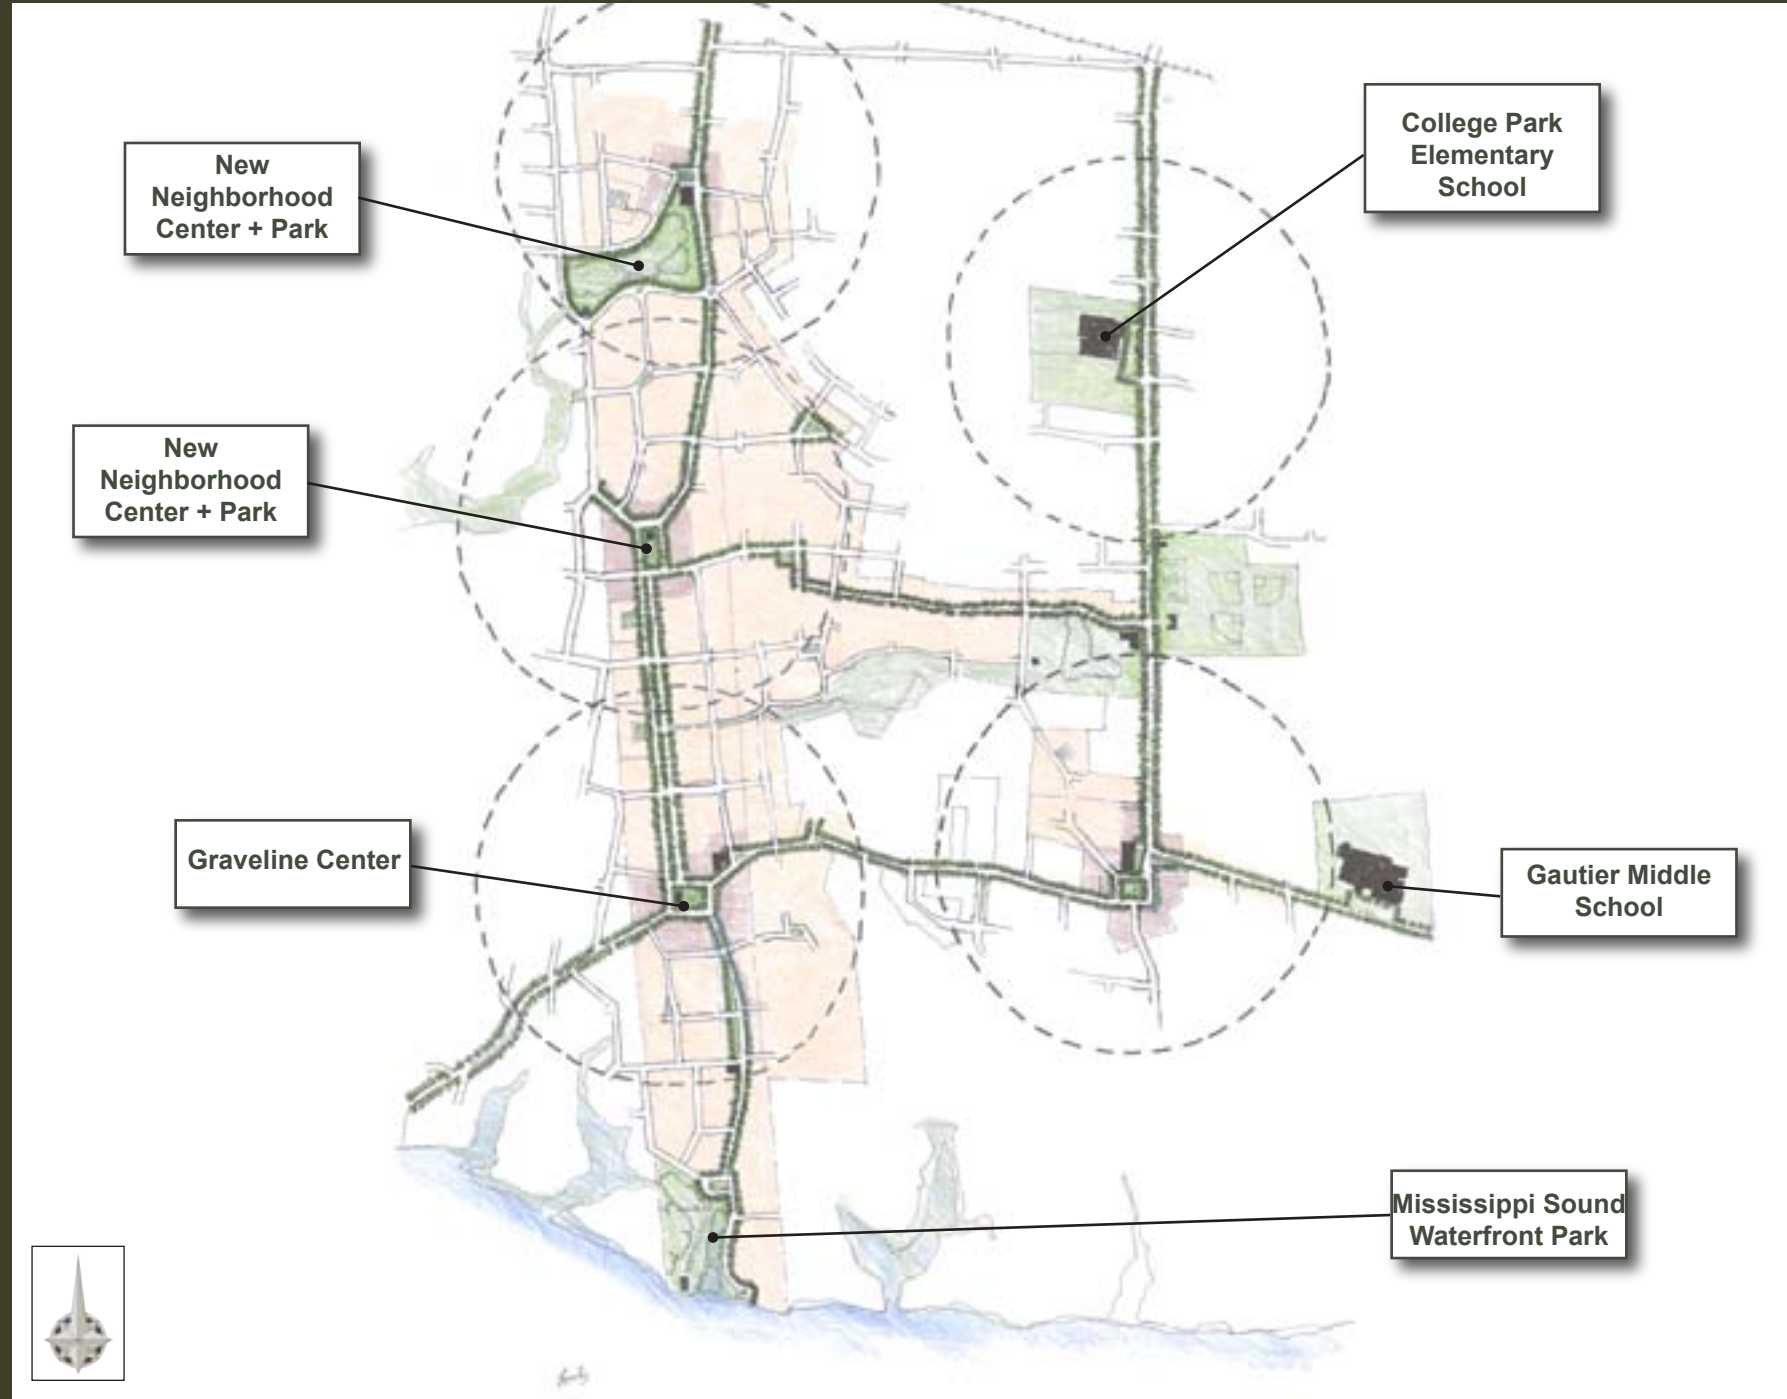 New
Neighborhood
Center + Park
College Park
Elementary
School
New
Neighborhood
Center + Park
Graveline Center
Gautier Middle
School
Mississippi Sound
Waterfront Park